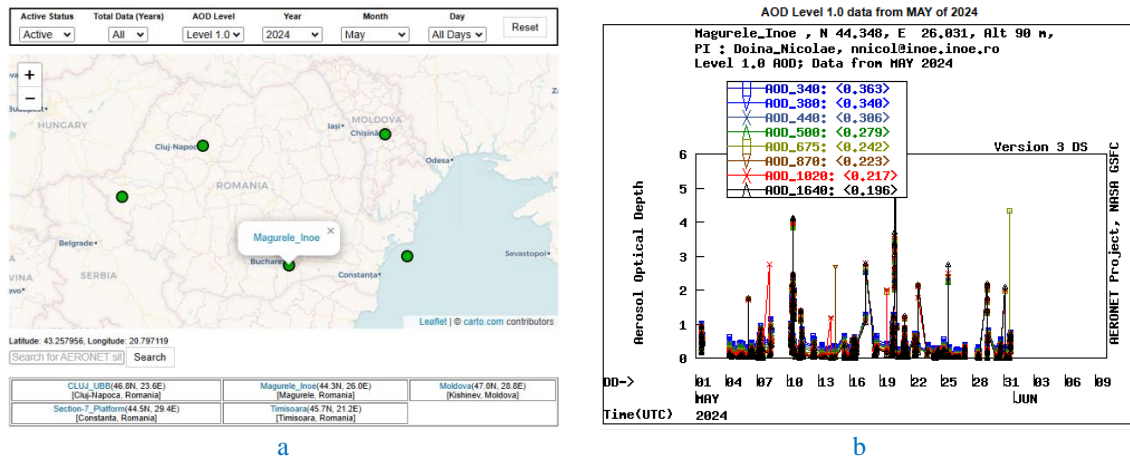 Active Status Total Data (Years) AOD Level Year Month Day
Active All Level 1.0 2024 May All Days Reset
+
−
HUNGARY
MOLDOVA
Iași
Chișină
Cluj-Napoc
Odesa
ROMANIA
Magurele_Inoe ×
Belgrade
Buchare
Sevastopol
Constanța
SERBIA
VINA
evo
Leaflet | © carto.com contributors
Latitude: 43.257956, Longitude: 20.797119
Search for AERONET sit Search
CLUJ_UBB(46.8N, 23.6E) Magurele_Inoe(44.3N, 26.0E) Moldova(47.0N, 28.8E)
[Cluj-Napoca, Romania] [Magurele, Romania] [Kishinev, Moldova]
Section-7_Platform(44.5N, 29.4E) Timisoara(45.7N, 21.2E)
[Constanta, Romania] [Timisoara, Romania]
a
AOD Level 1.0 data from MAY of 2024
Magurele_Inoe , N 44.348, E 26.031, Alt 90 m,
PI : Doina_Nicolae, nnicol@inoe.inoe.ro
Level 1.0 AOD; Data from MAY 2024
AOD_340: <0.363>
AOD_380: <0.340>
AOD_440: <0.306>
AOD_500: <0.279>
AOD_675: <0.242>
AOD_870: <0.223>
AOD_1020: <0.217>
AOD_1640: <0.196>
Version 3 DS
Aerosol Optical Depth
6
5
4
3
2
1
0
AERONET Project, NASA GSFC
DD-> 01 04 07 10 13 16 19 22 25 28 31 03 06 09
MAY JUN
Time(UTC) 2024
b